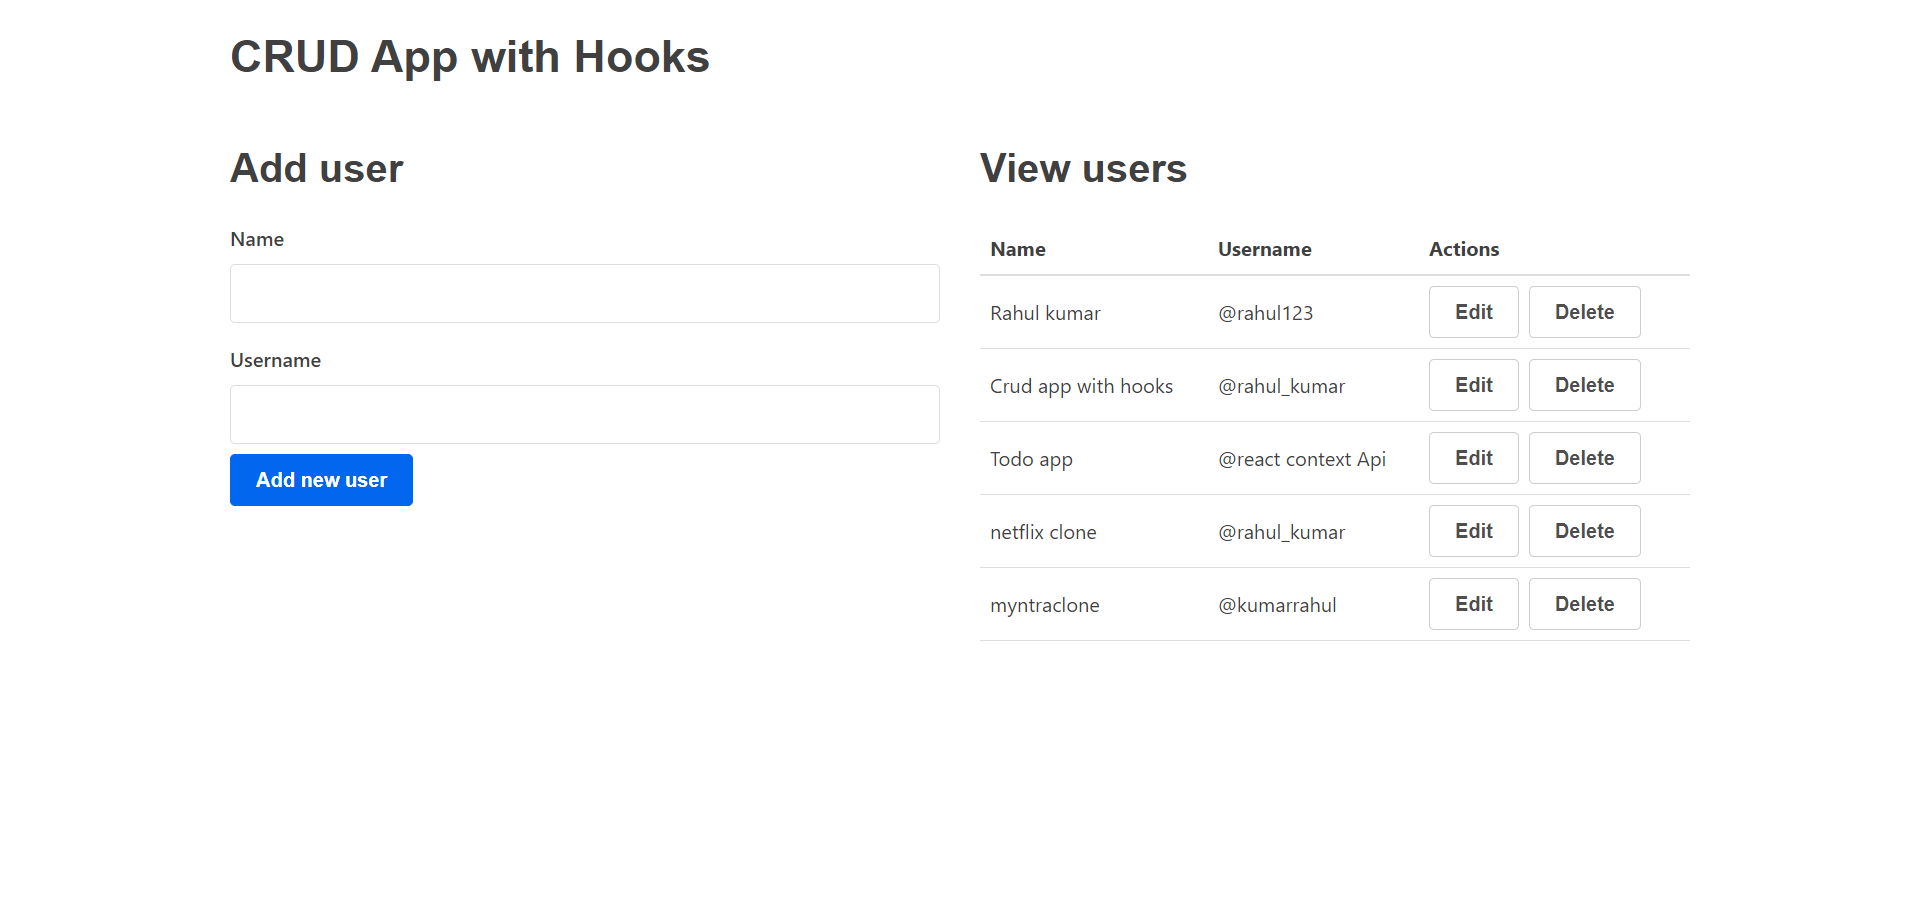 CRUD App with Hooks
Add user
Name
Username
Add new user
View users
Name Username Actions
Rahul kumar @rahul123 Edit Delete
Crud app with hooks @rahul_kumar Edit Delete
Todo app @react context Api Edit Delete
netflix clone @rahul_kumar Edit Delete
myntraclone @kumarrahul Edit Delete